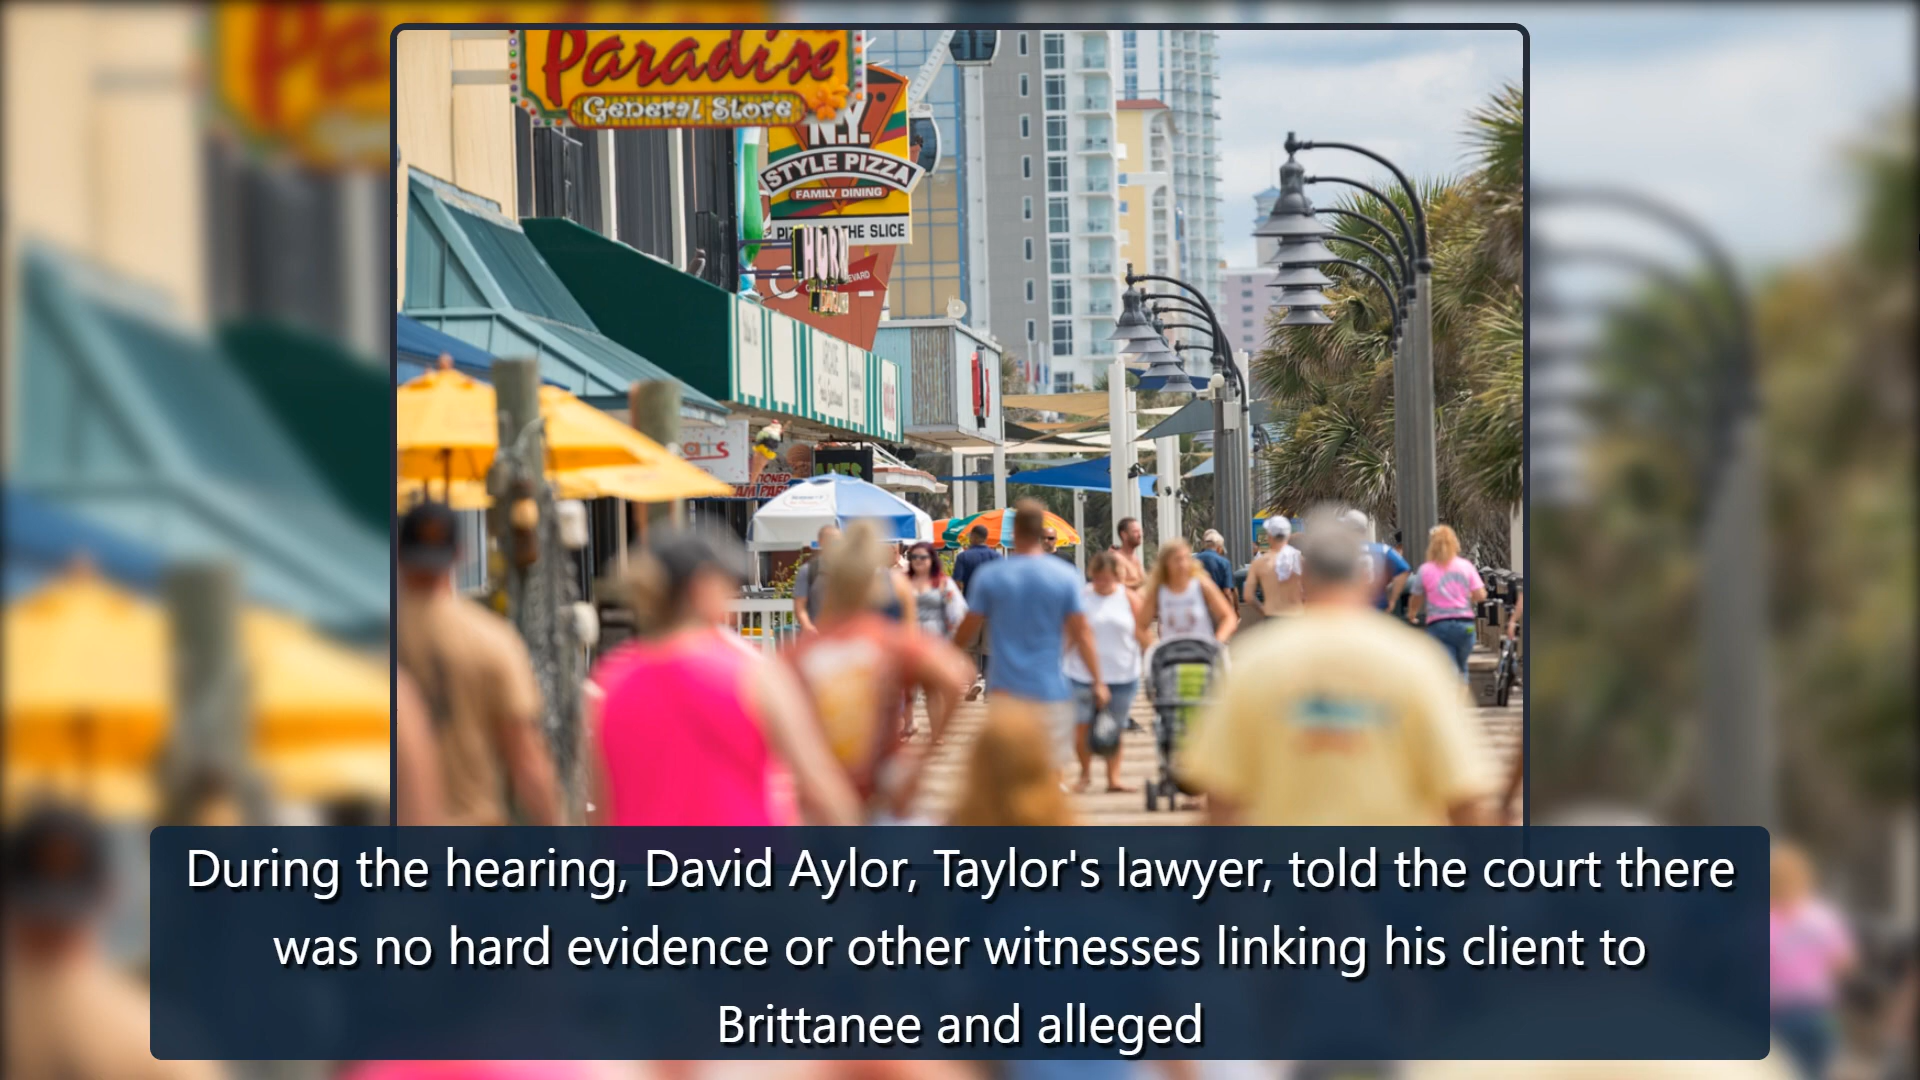 Paradise
General Store
N.Y.
STYLE PIZZA
FAMILY DINING
THE SLICE
During the hearing, David Aylor, Taylor's lawyer, told the court there
was no hard evidence or other witnesses linking his client to
Brittanee and alleged